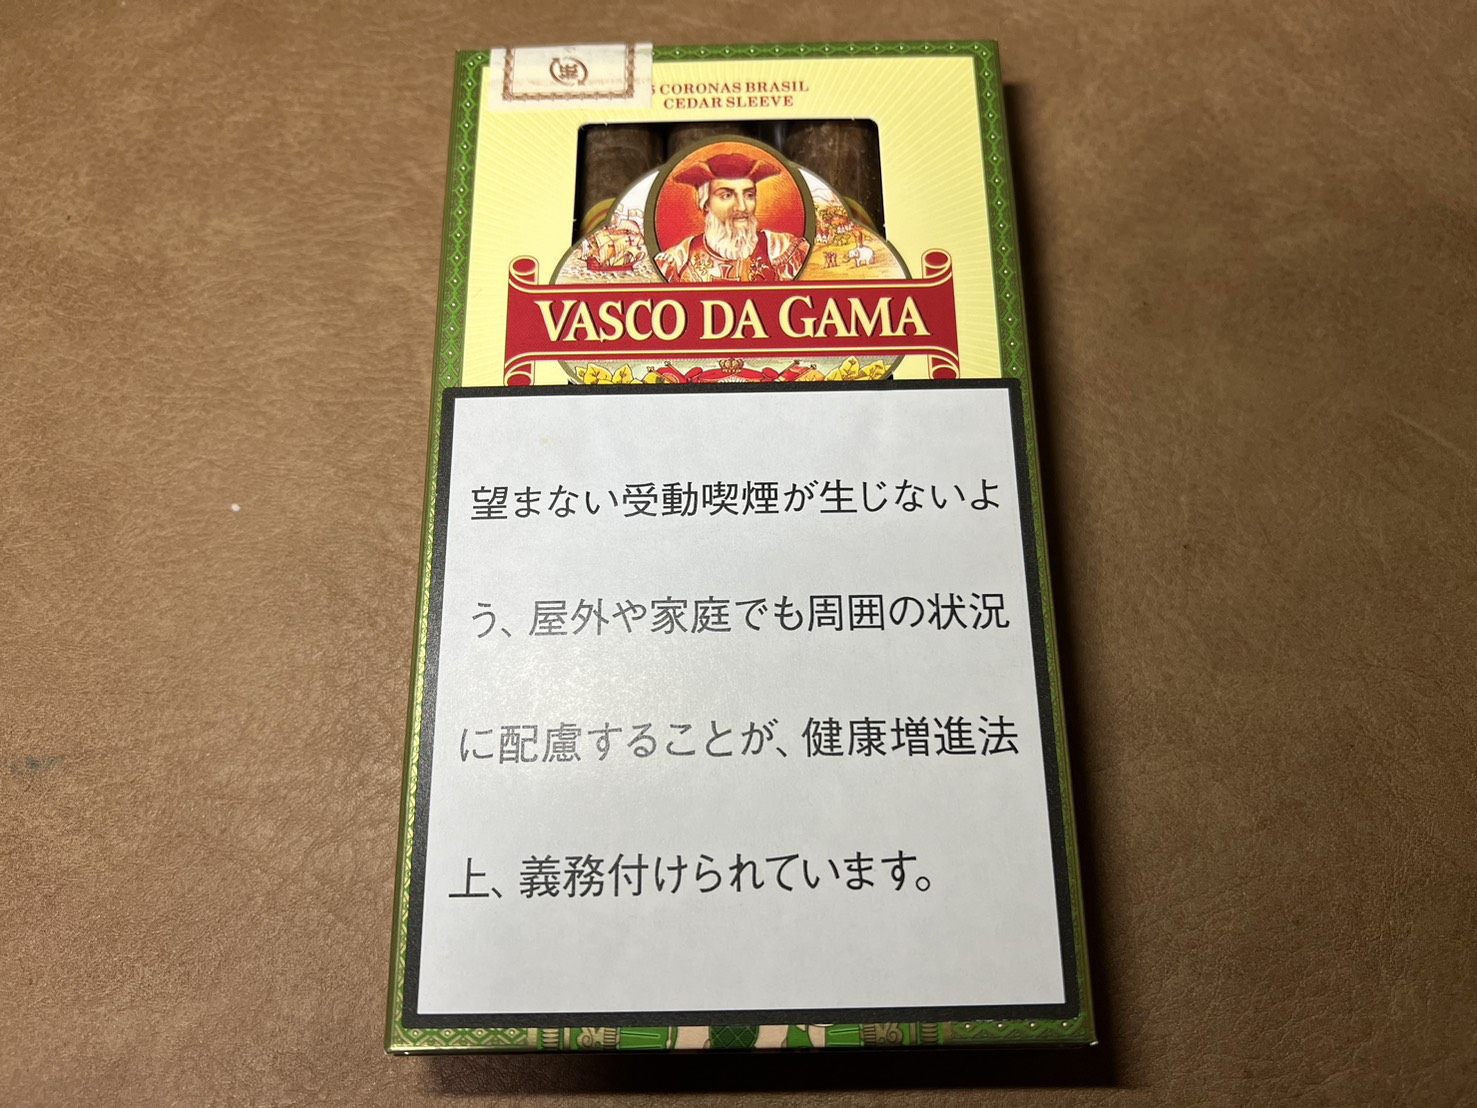 CORONAS BRASIL
CEDAR SLEEVE
VASCO DA GAMA
望まない受動喫煙が生じないよ
う、屋外や家庭でも周囲の状況
に配慮することが、健康増進法
上、義務付けられています。